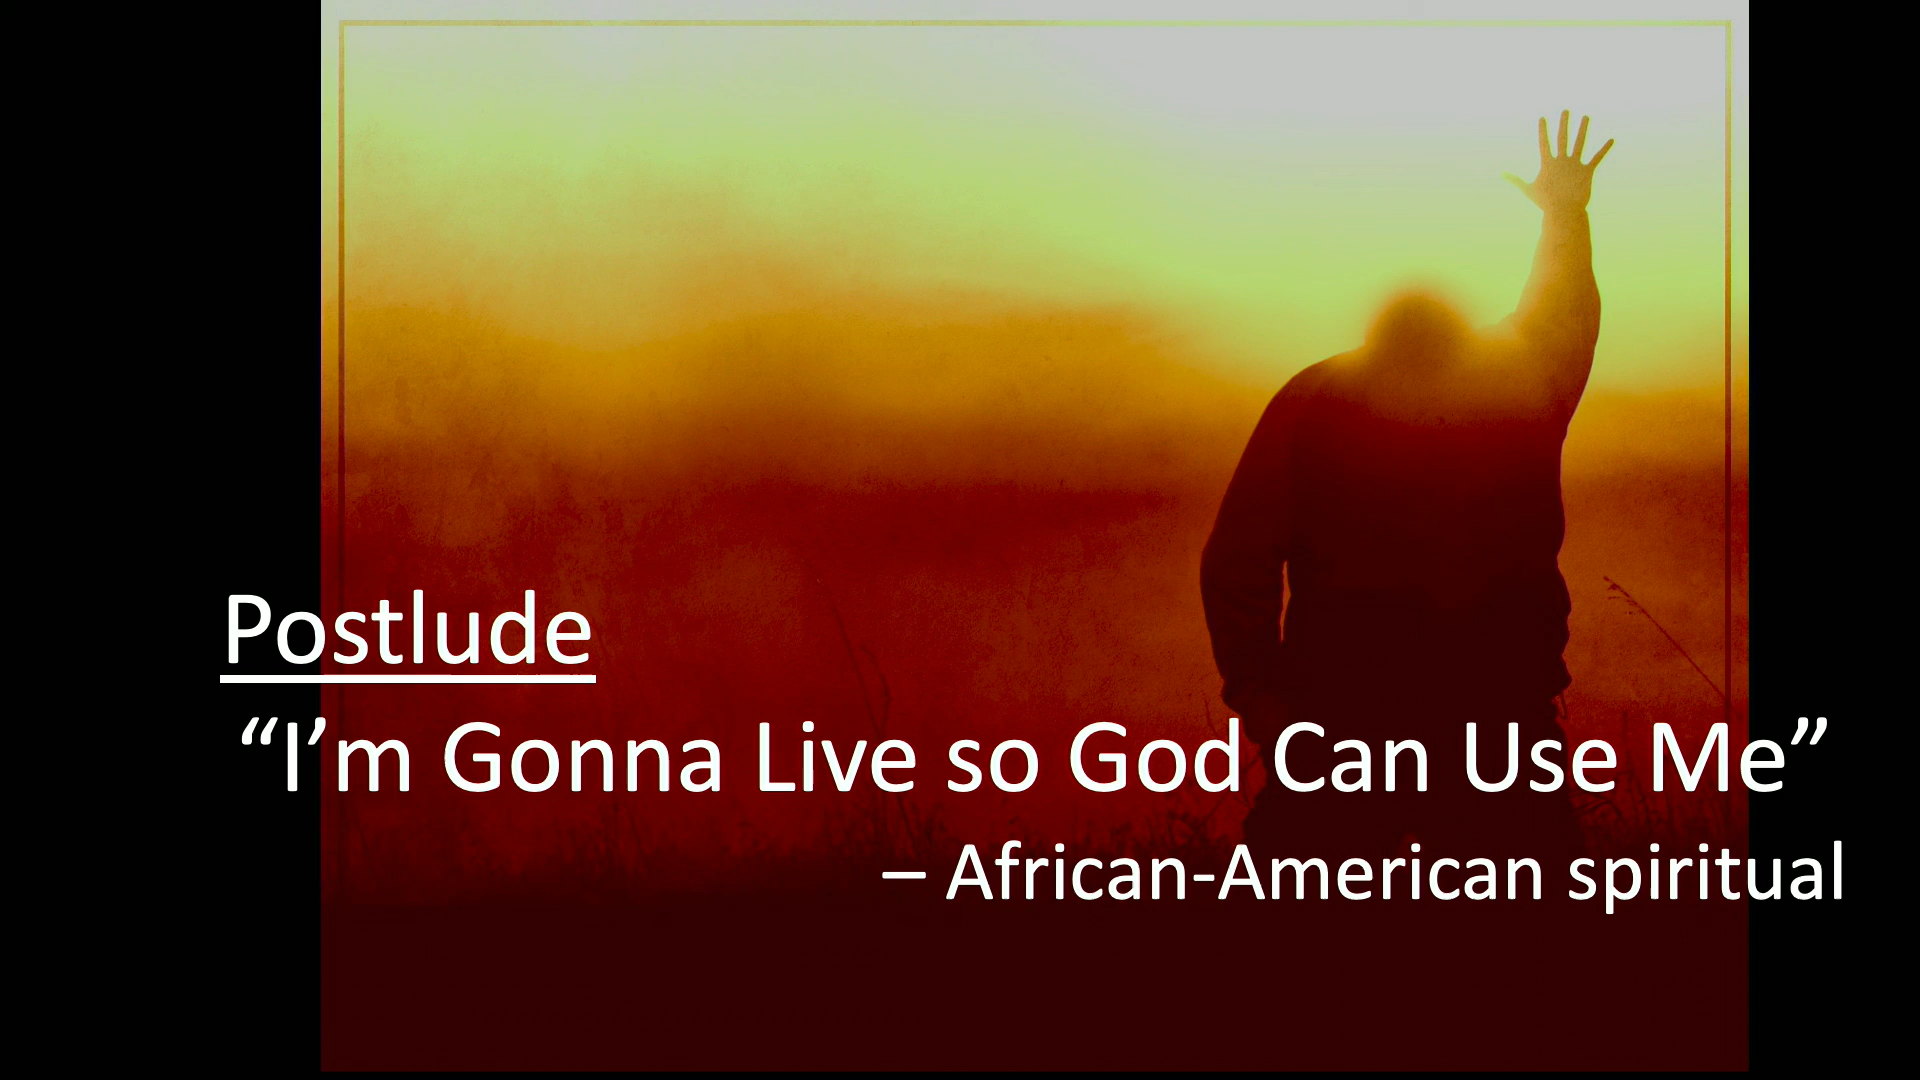 Postlude
“I’m Gonna Live so God Can Use Me”
– African-American spiritual